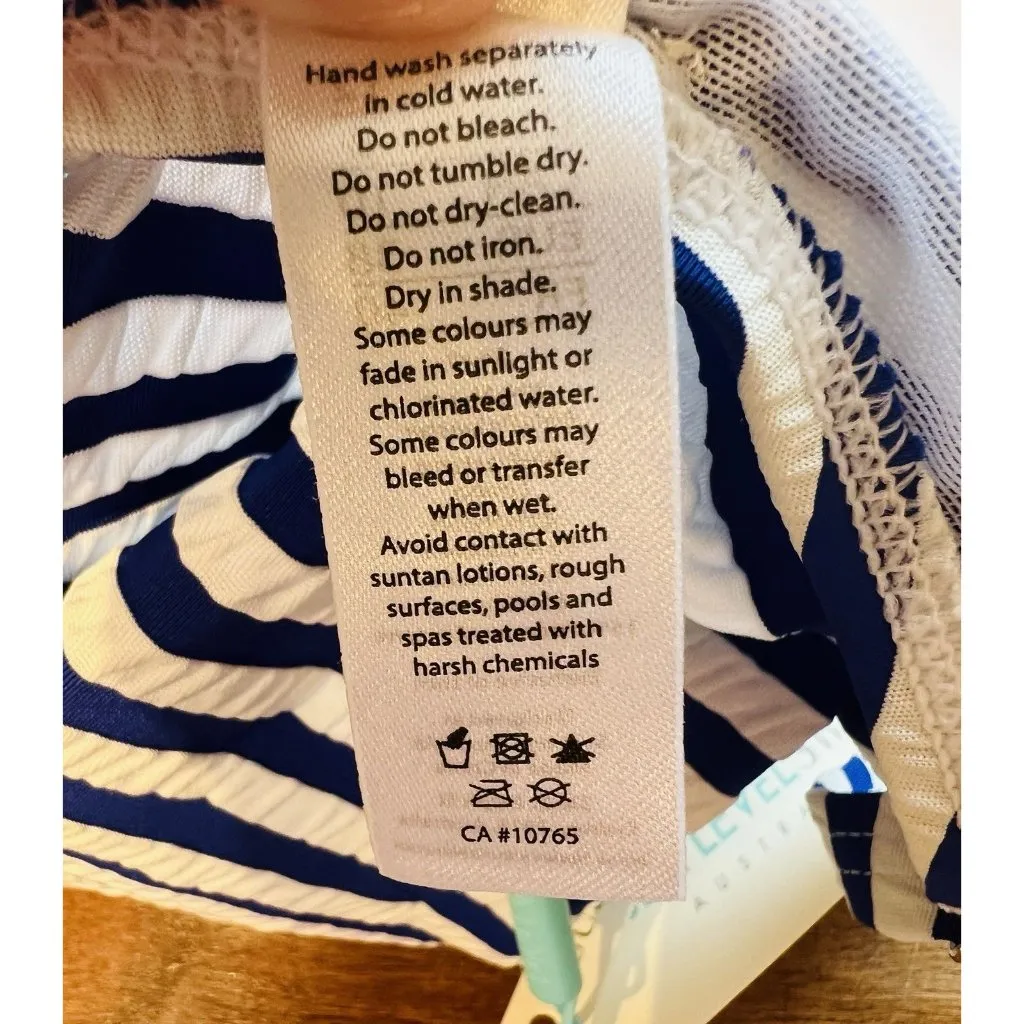 Hand wash separately
in cold water.
Do not bleach.
Do not tumble dry.
Do not dry-clean.
Do not iron.
Dry in shade.
Some colours may
fade in sunlight or
chlorinated water.
Some colours may
bleed or transfer
when wet.
Avoid contact with
suntan lotions, rough
surfaces, pools and
spas treated with
harsh chemicals
CA #10765
LEVEL